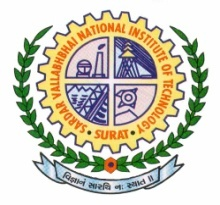 SARDAR VALLABHBHAI NATIONAL INSTITUTE OF TECHNOLOGY
• SURAT •
॥ विज्ञानं सारथि नः स्यात ॥